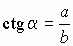 ctg α = a/b